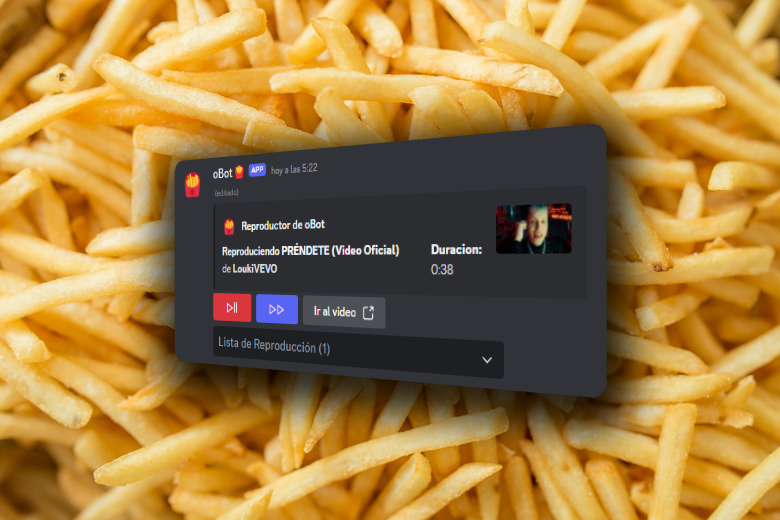 oBot🍟 APP hoy a las 5:22
(editado)
Reproductor de oBot
Reproduciendo PRÉNDETE (Video Oficial)
de LoukiVEVO
Duracion:
0:38
Ir al video
Lista de Reproducción (1)